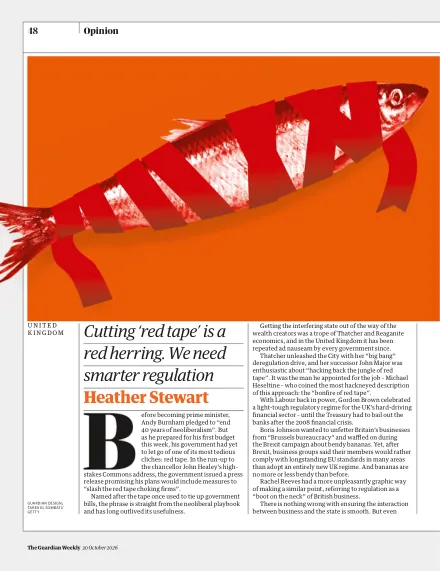 48
Opinion
UNITED
KINGDOM
Cutting ‘red tape’ is a
red herring. We need
smarter regulation
Heather Stewart
Before becoming prime minister,
Andy Burnham pledged to “end
40 years of neoliberalism”. But
as he prepared for his first budget
this week, his government had yet
to let go of one of its most tedious
cliches: red tape. In the run-up to
the chancellor John Healey’s high-
stakes Commons address, the government issued a press
release promising his plans would include measures to
“slash the red tape choking firms”.
Named after the tape once used to tie up government
bills, the phrase is straight from the neoliberal playbook
and has long outlived its usefulness.
Getting the interfering state out of the way of the
wealth creators was a trope of Thatcher and Reaganite
economics, and in the United Kingdom it has been
repeated ad nauseam by every government since.
Thatcher unleashed the City with her “big bang”
deregulation drive, and her successor John Major was
enthusiastic about “hacking back the jungle of red
tape”. It was the man he appointed for the job – Michael
Heseltine – who coined the most hackneyed description
of this approach: the “bonfire of red tape”.
With Labour back in power, Gordon Brown celebrated
a light-tough regulatory regime for the UK’s hard-driving
financial sector – until the Treasury had to bail out the
banks after the 2008 financial crisis.
Boris Johnson wanted to unfetter Britain’s businesses
from “Brussels bureaucracy” and waffled on during
the Brexit campaign about bendy bananas. Yet, after
Brexit, business groups said their members would rather
comply with longstanding EU standards in many areas
than adopt an entirely new UK regime. And bananas are
no more or less bendy than before.
Rachel Reeves had a more unpleasantly graphic way
of making a similar point, referring to regulation as a
“boot on the neck” of British business.
There is nothing wrong with ensuring the interaction
between business and the state is smooth. But even
GUARDIAN DESIGN;
GETTY
The Guardian Weekly 30 October 2026